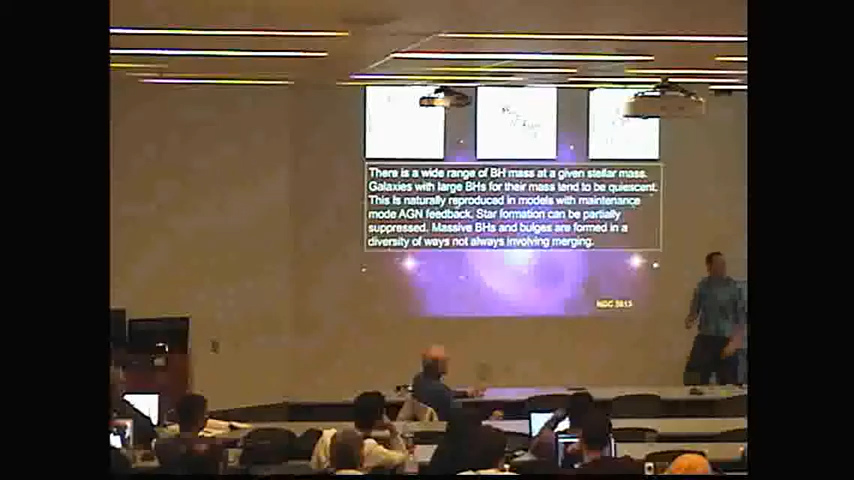 There is a wide range of BH mass at a given stellar mass.
Galaxies with large BHs for their mass tend to be quiescent.
This is naturally reproduced in models with maintenance
mode AGN feedback. Star formation can be partially
suppressed. Massive BHs and bulges are formed in a
diversity of ways not always involving merging.
NGC